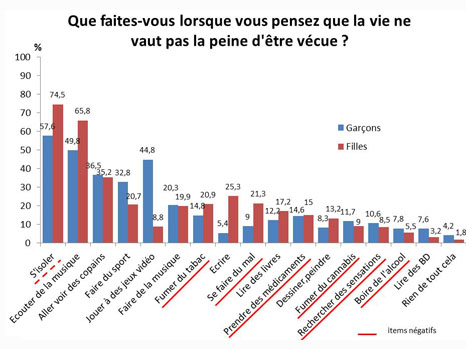 Que faites-vous lorsque vous pensez que la vie ne
vaut pas la peine d'être vécue ?
%
100
90
80
70
60
50
40
30
20
10
0
57,6
74,5
49,8
65,8
36,5
35,2
32,8
20,7
44,8
8,8
20,3
19,9
14,8
20,9
5,4
25,3
9
21,3
12,2
17,2
14,6
15
8,3
13,2
11,7
9
10,6
8,5
7,8
5,5
7,6
3,2
4,2
1,8
Garçons
Filles
S'isoler
Ecouter de la musique
Aller voir des copains
Faire du sport
Jouer à des jeux vidéo
Faire de la musique
Fumer du tabac
Ecrire
Se faire du mal
Lire des livres
Prendre des médicaments
Dessiner,peindre
Fumer du cannabis
Rechercher des sensations
Boire de l'alcool
Lire des BD
Rien de tout cela
items négatifs